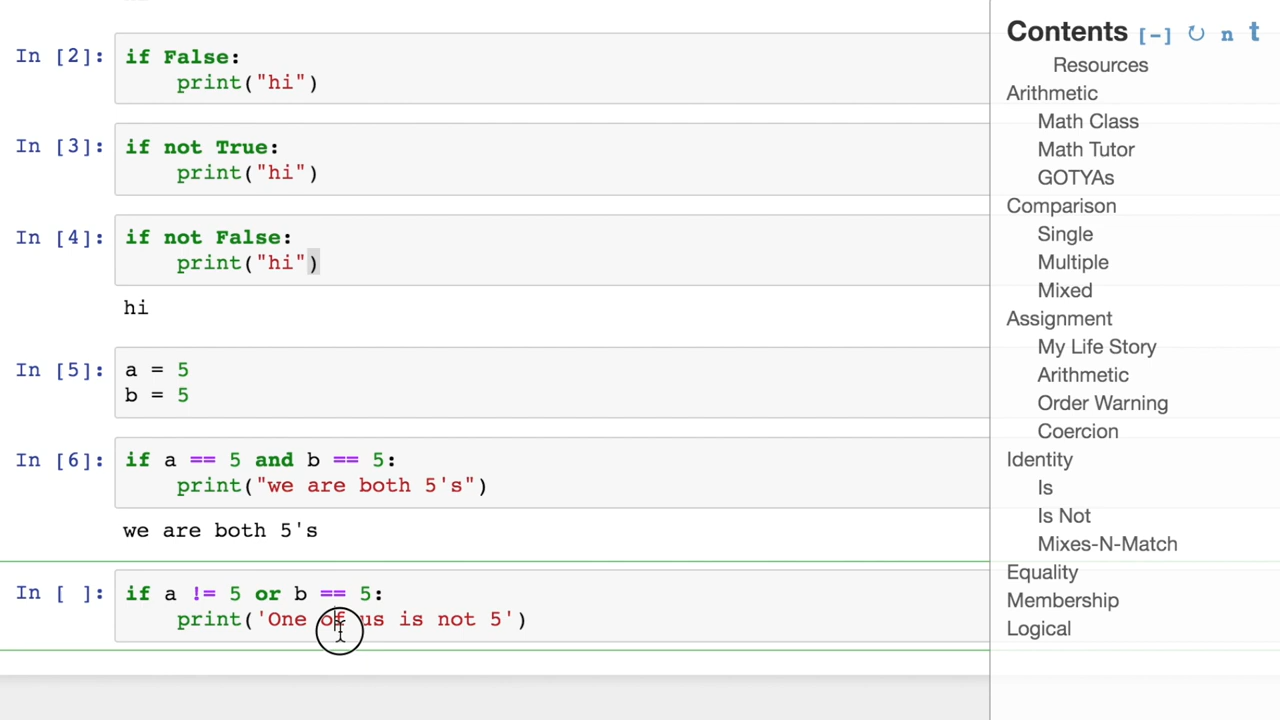 In [2]: if False:
print("hi")
In [3]: if not True:
print("hi")
In [4]: if not False:
print("hi")
hi
In [5]: a = 5
b = 5
In [6]: if a == 5 and b == 5:
print("we are both 5's")
we are both 5's
In [ ]: if a != 5 or b == 5:
print('One of us is not 5')
Contents [-] ↻ n t
Resources
Arithmetic
Math Class
Math Tutor
GOTYAs
Comparison
Single
Multiple
Mixed
Assignment
My Life Story
Arithmetic
Order Warning
Coercion
Identity
Is
Is Not
Mixes-N-Match
Equality
Membership
Logical